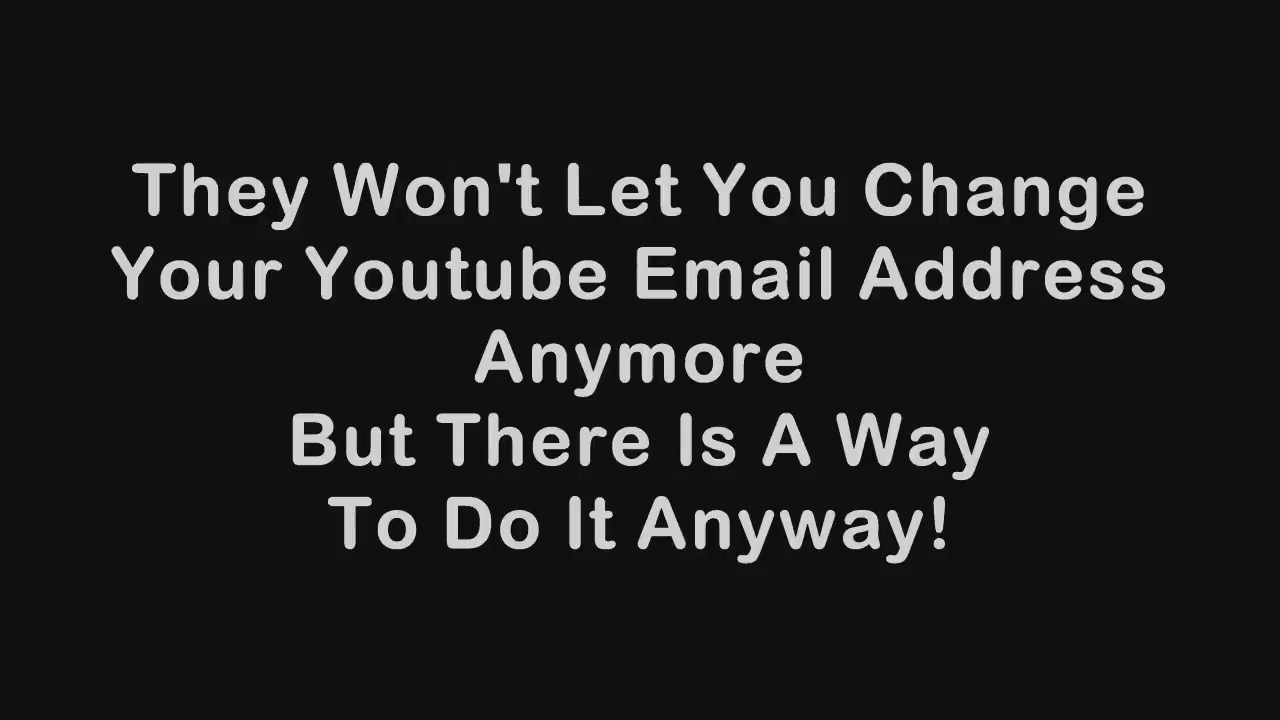 They Won't Let You Change
Your Youtube Email Address
Anymore
But There Is A Way
To Do It Anyway!